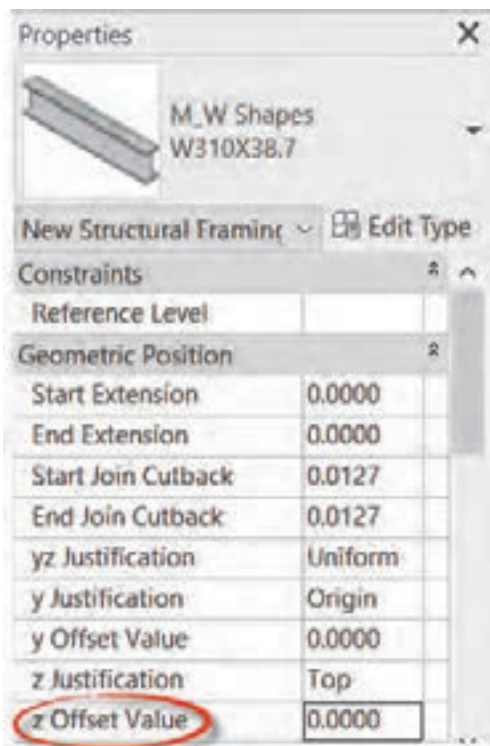 Properties
M_W Shapes
W310X38.7
New Structural Framing Edit Type
Constraints
Reference Level
Geometric Position
Start Extension 0.0000
End Extension 0.0000
Start Join Cutback 0.0127
End Join Cutback 0.0127
yz Justification Uniform
y Justification Origin
y Offset Value 0.0000
z Justification Top
z Offset Value 0.0000